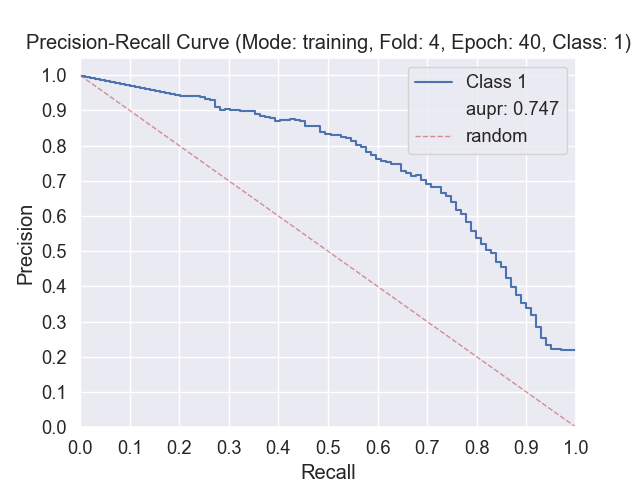 Precision-Recall Curve (Mode: training, Fold: 4, Epoch: 40, Class: 1)
1.0
0.9
0.8
0.7
0.6
0.5
0.4
0.3
0.2
0.1
0.0
Precision
Class 1
aupr: 0.747
random
0.0 0.1 0.2 0.3 0.4 0.5 0.6 0.7 0.8 0.9 1.0
Recall